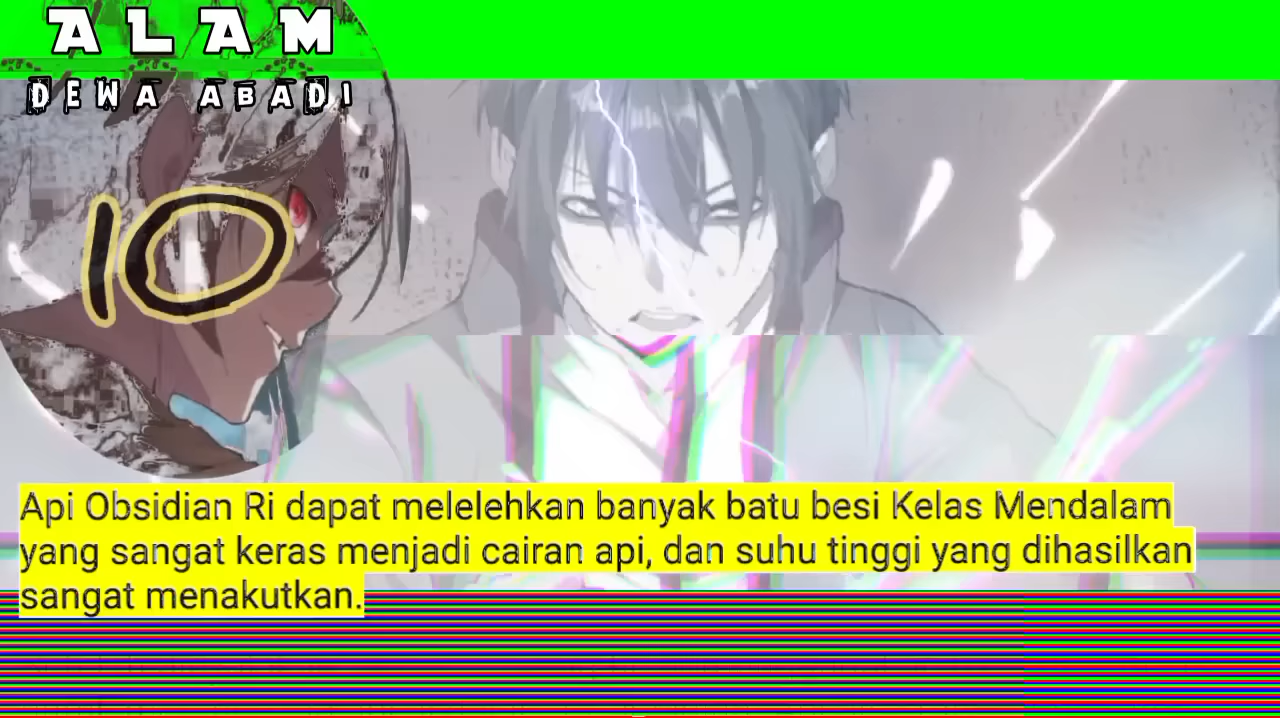 ALAM
DEWA ABADI
10
Api Obsidian Ri dapat melelehkan banyak batu besi Kelas Mendalam
yang sangat keras menjadi cairan api, dan suhu tinggi yang dihasilkan
sangat menakutkan.